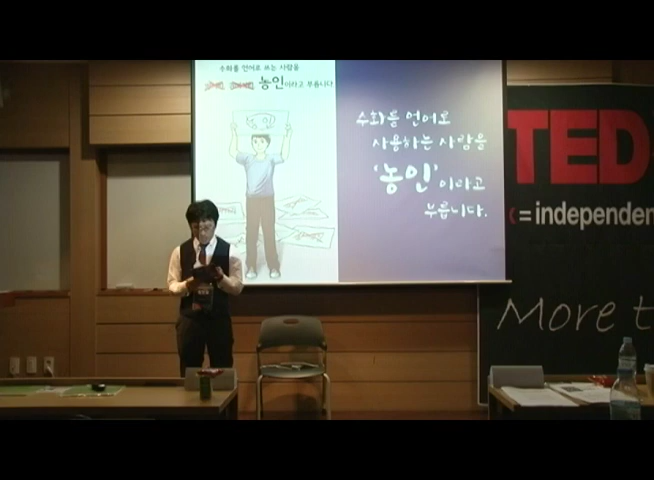 수화를 언어로 쓰는 사람을
농인이라고 부릅니다
농인
수화를 언어로
사용하는 사람을
'농인'이라고
부릅니다.
TED
x = independen
More t